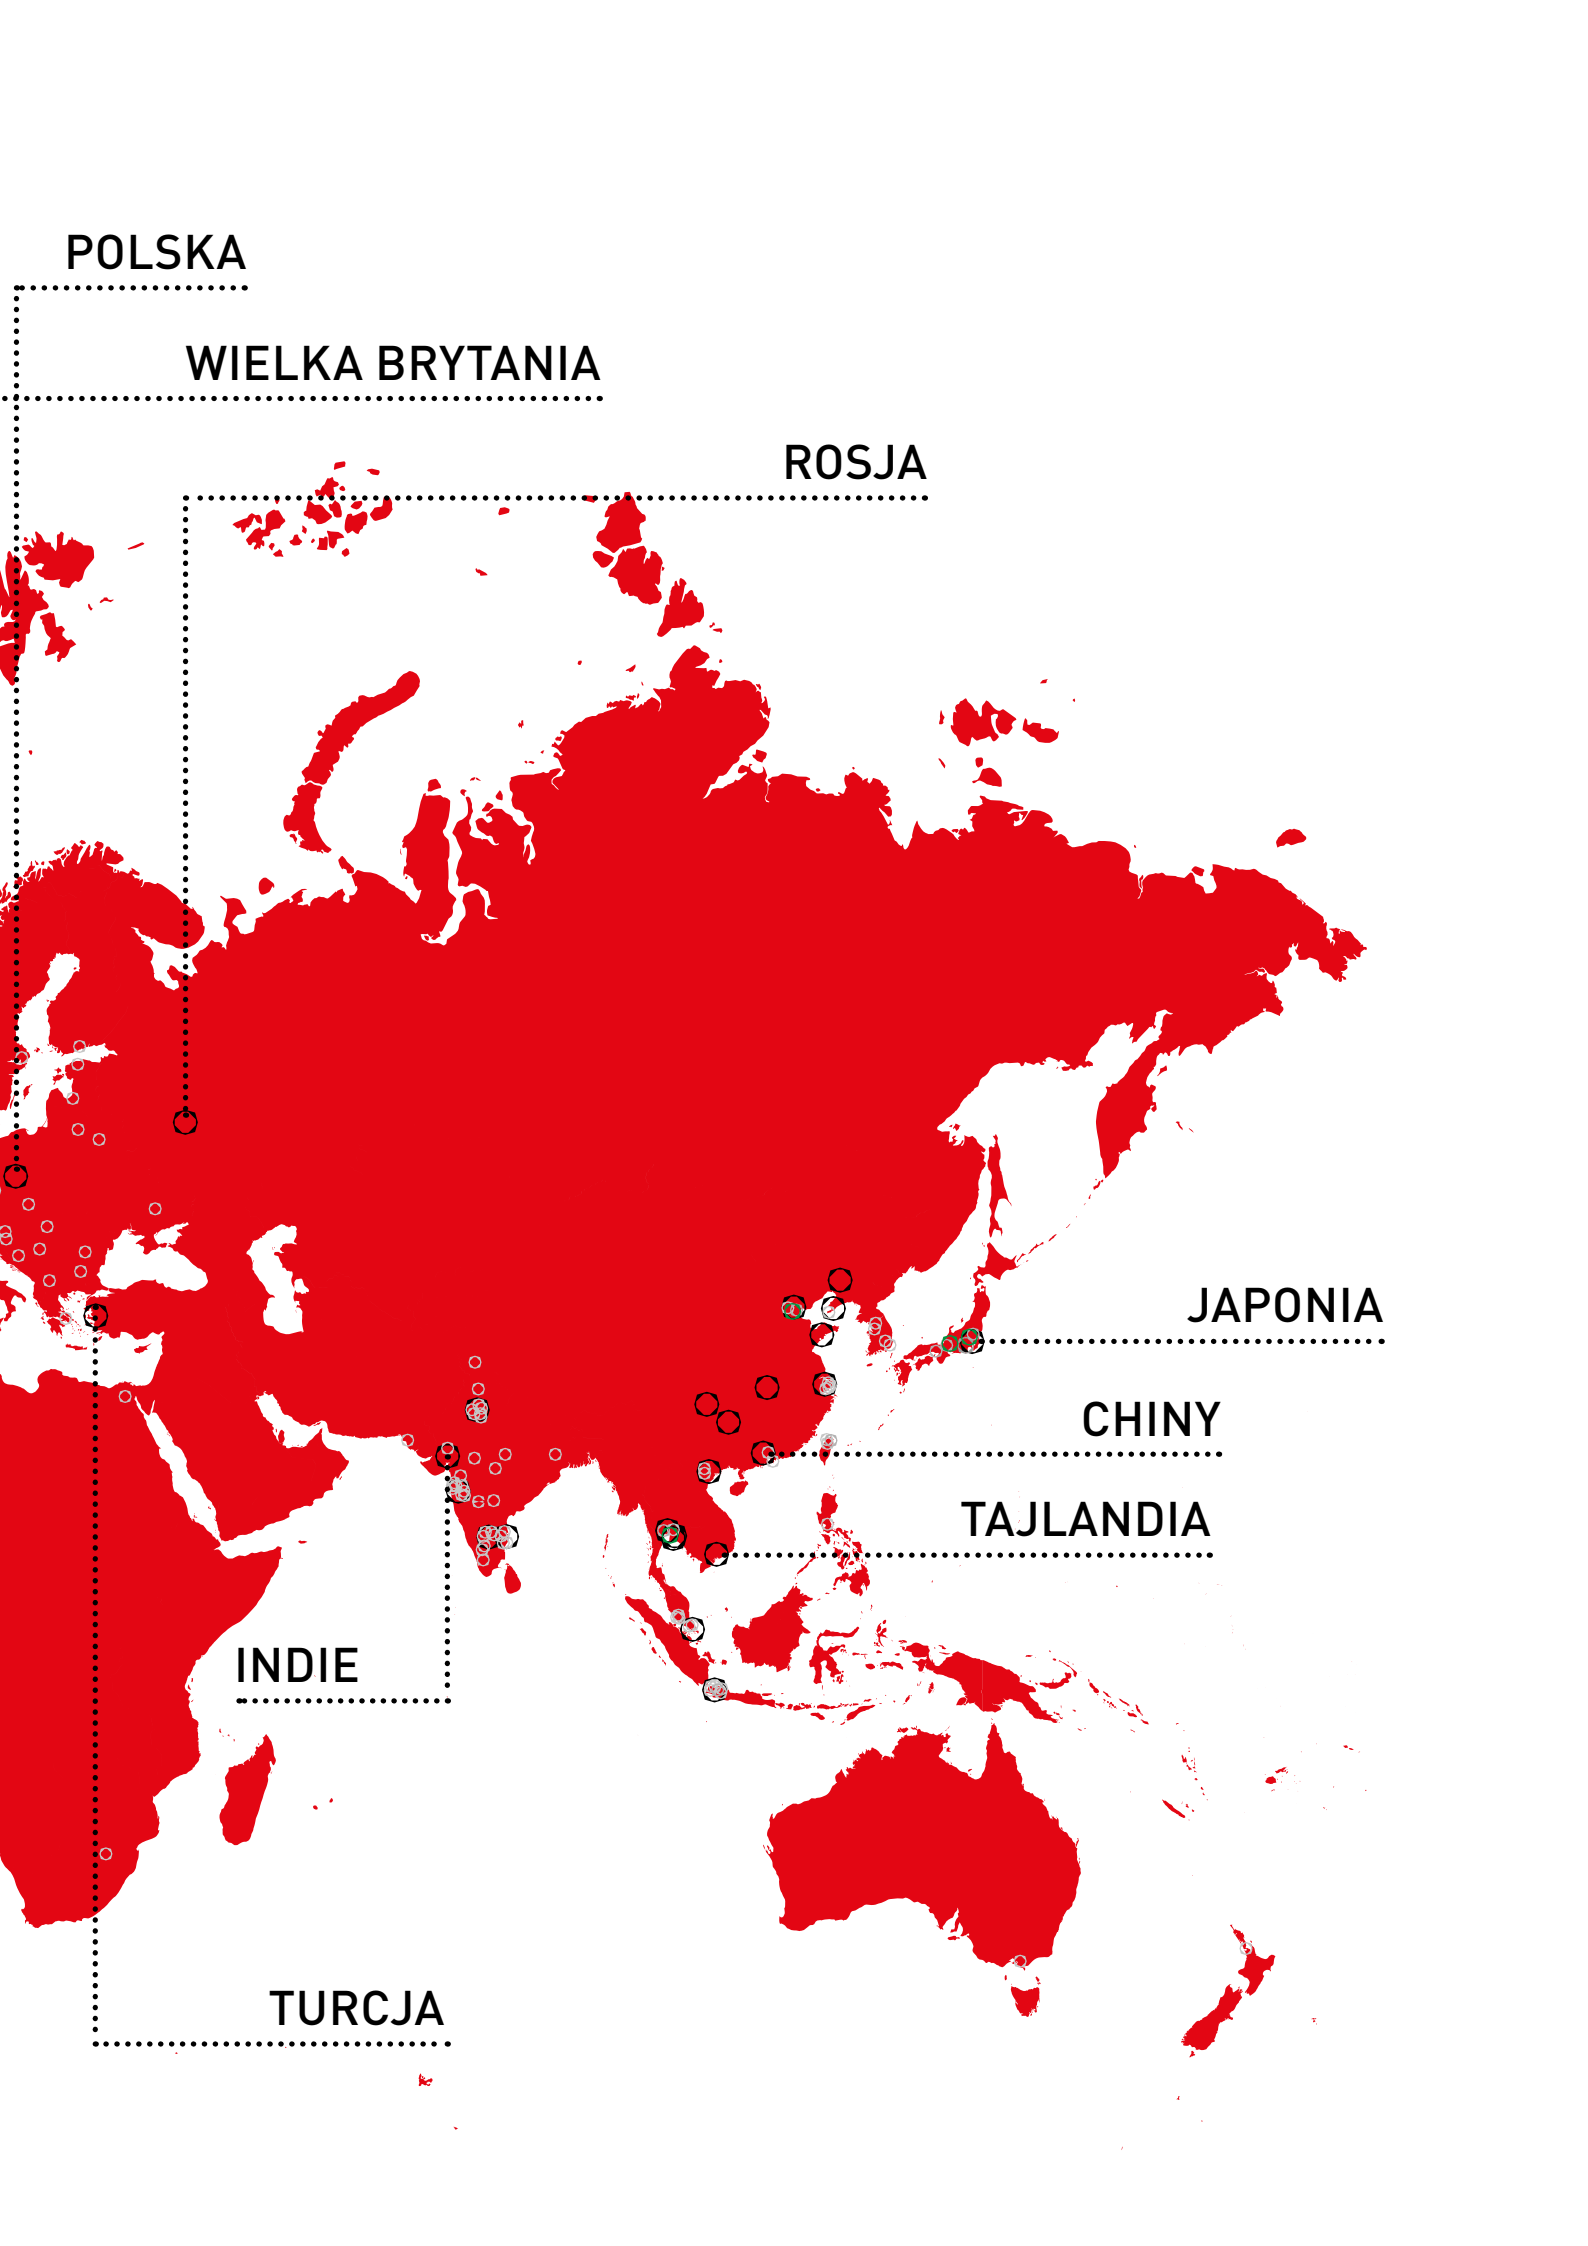 POLSKA
WIELKA BRYTANIA
ROSJA
JAPONIA
CHINY
TAJLANDIA
INDIE
TURCJA